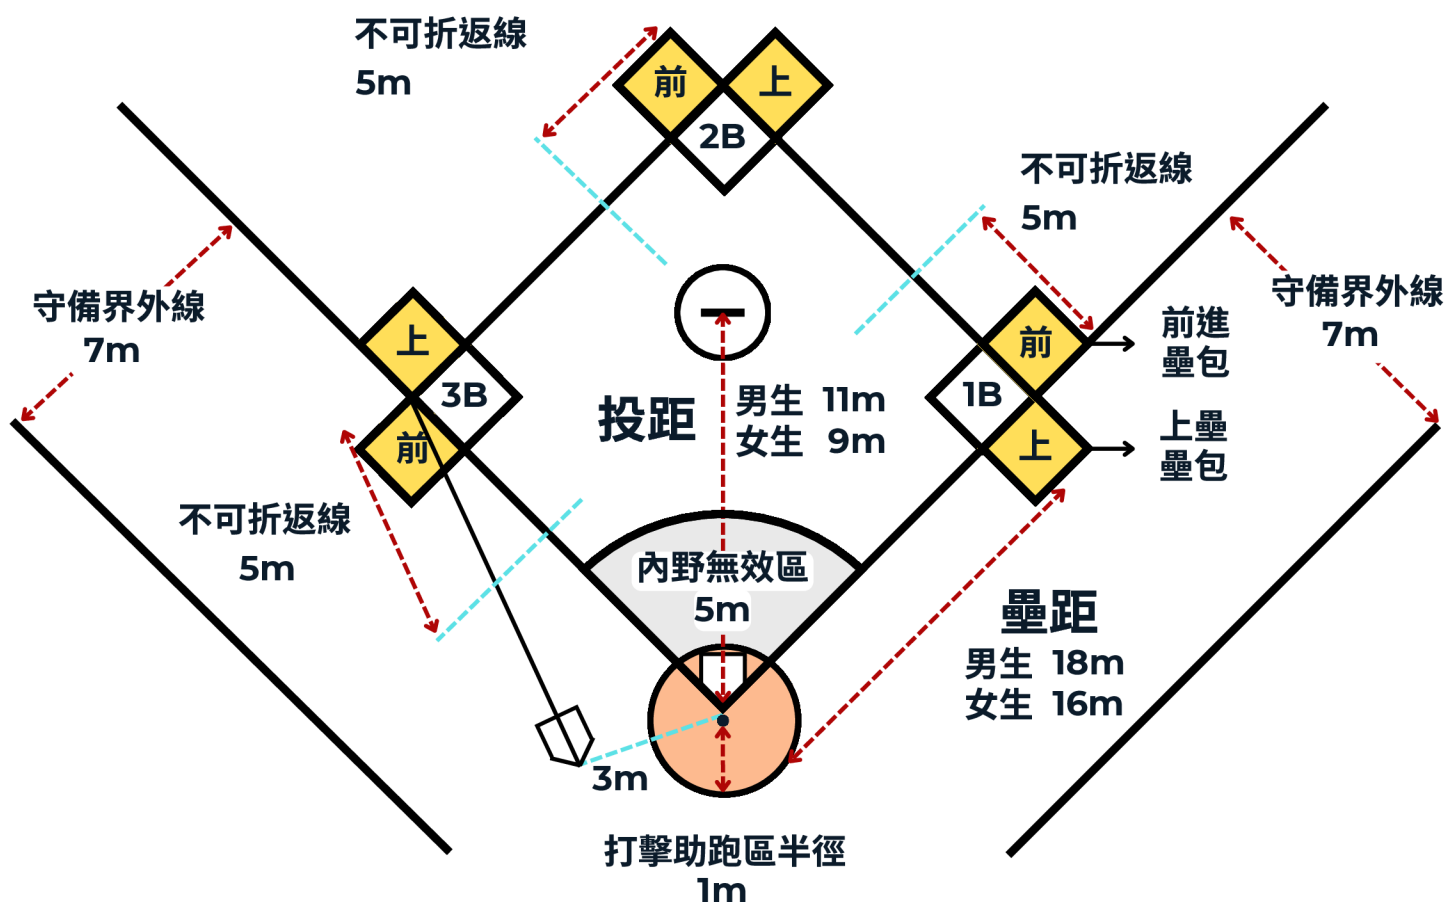 不可折返線
5m
前
上
2B
不可折返線
5m
守備界外線
7m
守備界外線
7m
上
3B
前
前
1B
上
前進
壘包
上壘
壘包
投距
男生 11m
女生 9m
不可折返線
5m
內野無效區
5m
壘距
男生 18m
女生 16m
3m
打擊助跑區半徑
1m